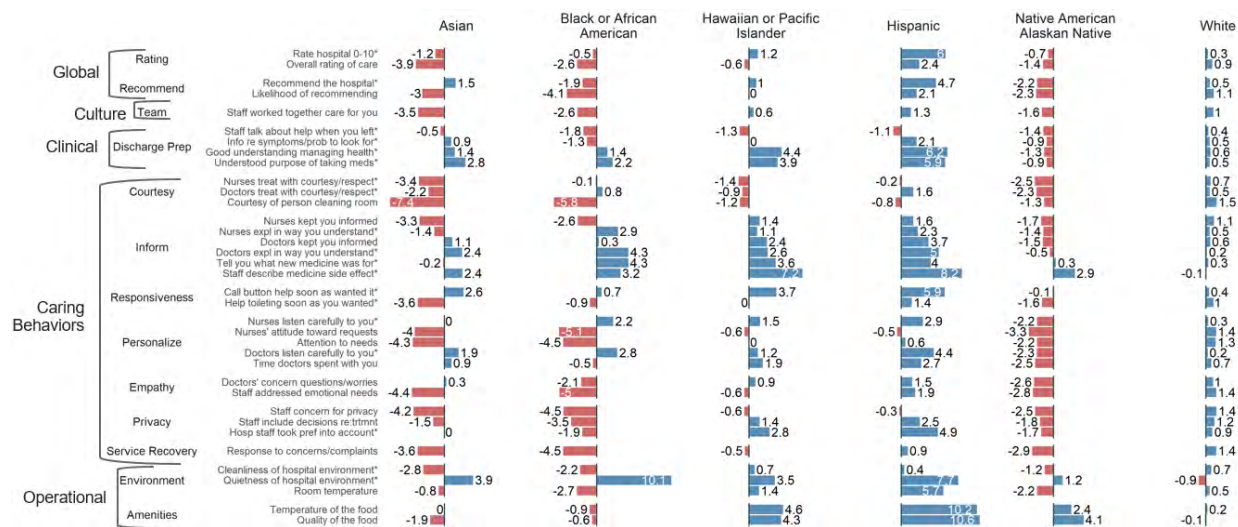 Asian Black or African American Hawaiian or Pacific Islander Hispanic Native American Alaskan Native White
Global
Rating
Rate hospital 0-10* -1.2 -0.5 1.2 6 -0.7 0.3
Overall rating of care -3.9 -2.6 -0.6 2.4 -1.4 0.9
Recommend
Recommend the hospital* 1.5 -1.9 1 4.7 -2.2 0.5
Likelihood of recommending -3 -4.1 0 2.1 -2.3 1.1
Culture
Team
Staff worked together care for you -3.5 -2.6 0.6 1.3 -1.6 1
Clinical
Discharge Prep
Staff talk about help when you left* -0.5 -1.8 -1.3 -1.1 -1.4 0.4
Info re symptoms/prob to look for* 0.9 -1.3 0 2.1 -0.9 0.5
Good understanding managing health* 1.4 1.4 4.4 6.2 -1.3 0.6
Understood purpose of taking meds* 2.8 2.2 3.9 5.9 -0.9 0.5
Caring Behaviors
Courtesy
Nurses treat with courtesy/respect* -3.4 -0.1 -1.4 -0.2 -2.5 0.7
Doctors treat with courtesy/respect* -2.2 0.8 -0.9 1.6 -2.3 0.5
Courtesy of person cleaning room -7.4 -5.8 -1.2 -0.8 -1.3 1.5
Inform
Nurses kept you informed -3.3 -2.6 1.4 1.6 -1.7 1.1
Nurses expl in way you understand* -1.4 2.9 1.1 2.3 -1.4 0.5
Doctors kept you informed 1.1 0.3 2.4 3.7 -1.5 0.6
Doctors expl in way you understand* 2.4 4.3 2.6 5 -0.5 0.2
Tell you what new medicine was for* -0.2 4.3 3.6 4 0.3 0.3
Staff describe medicine side effect* 2.4 3.2 7.2 8.2 2.9 -0.1
Responsiveness
Call button help soon as wanted it* 2.6 0.7 3.7 5.9 -0.1 0.4
Help toileting soon as you wanted* -3.6 -0.9 0 1.4 -1.6 1
Personalize
Nurses listen carefully to you* 0 2.2 1.5 2.9 -2.2 0.3
Nurses' attitude toward requests -4 -5.1 -0.6 -0.5 -3.3 1.4
Attention to needs -4.3 -4.5 0 0.6 -2.2 1.3
Doctors listen carefully to you* 1.9 2.8 1.2 4.4 -2.3 0.2
Time doctors spent with you 0.9 -0.5 1.9 2.7 -2.5 0.7
Empathy
Doctors' concern questions/worries 0.3 -2.1 0.9 1.5 -2.6 1
Staff addressed emotional needs -4.4 -5 -0.6 1.9 -2.8 1.4
Privacy
Staff concern for privacy -4.2 -4.5 -0.6 -0.3 -2.5 1.4
Staff include decisions re:trtmnt -1.5 -3.5 1.4 2.5 -1.8 1.2
Hosp staff took pref into account* 0 -1.9 2.8 4.9 -1.7 0.9
Service Recovery
Response to concerns/complaints -3.6 -4.5 -0.5 0.9 -2.9 1.4
Operational
Environment
Cleanliness of hospital environment* -2.8 -2.2 0.7 0.4 -1.2 0.7
Quietness of hospital environment* 3.9 10.1 3.5 7.7 1.2 -0.9
Room temperature -0.8 -2.7 1.4 5.7 -2.2 0.5
Amenities
Temperature of the food 0 -0.9 4.6 10.2 2.4 0.2
Quality of the food -1.9 -0.6 4.3 10.6 4.1 -0.1